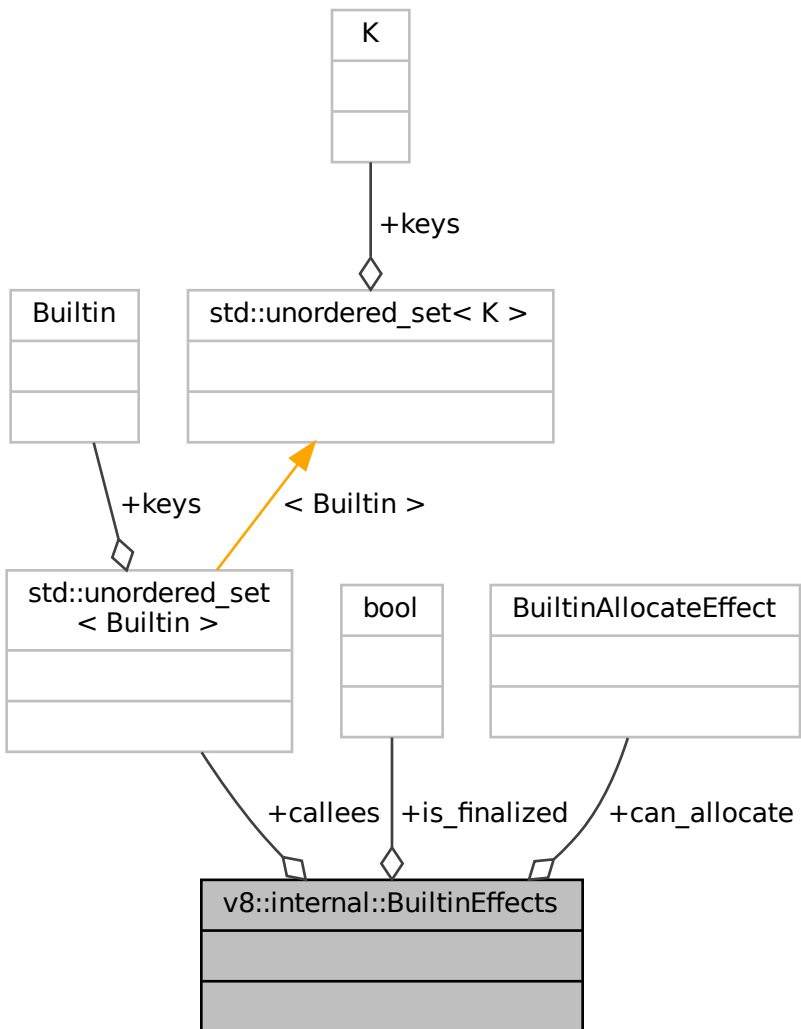 K
+keys
Builtin
std::unordered_set< K >
+keys
< Builtin >
std::unordered_set
< Builtin >
bool
BuiltinAllocateEffect
+callees
+is_finalized
+can_allocate
v8::internal::BuiltinEffects